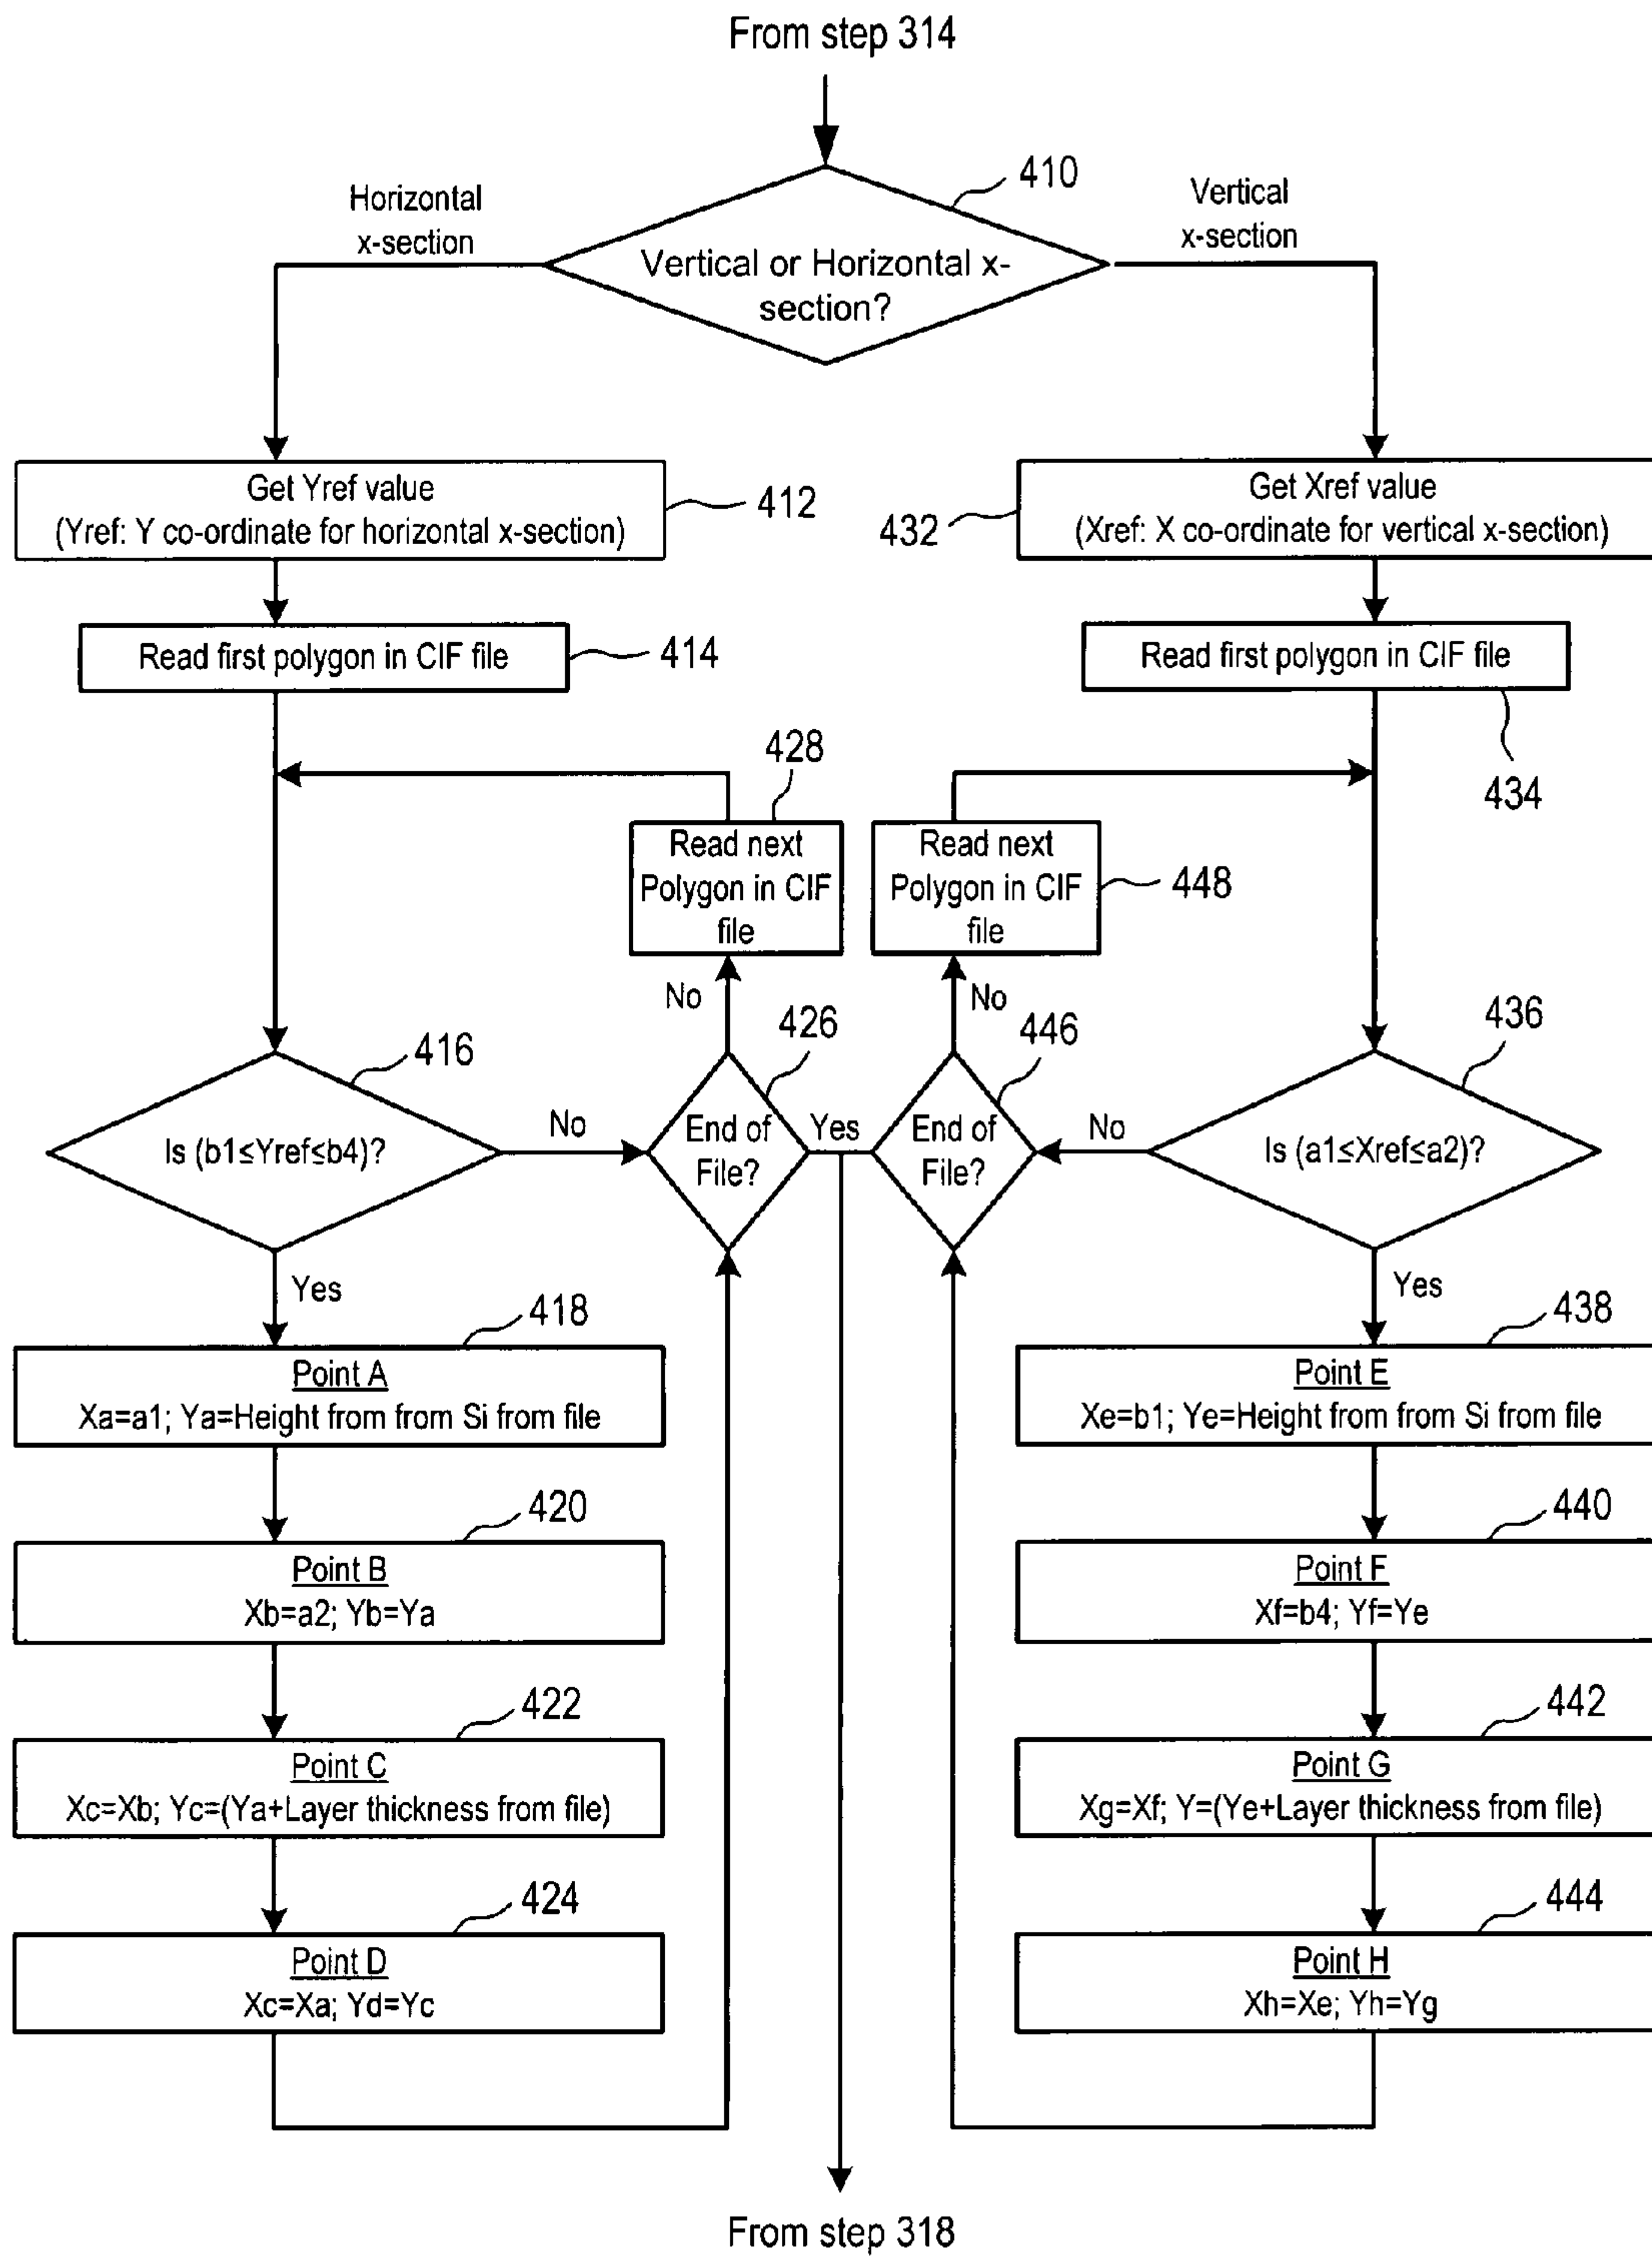 From step 314
410
Horizontal
x-section
Vertical
x-section
Vertical or Horizontal x-
section?
Get Yref value
(Yref: Y co-ordinate for horizontal x-section)
412
432
Get Xref value
(Xref: X co-ordinate for vertical x-section)
Read first polygon in CIF file
414
Read first polygon in CIF file
434
428
Read next
Polygon in CIF
file
Read next
Polygon in CIF
file
448
No
No
416
426
446
436
Is (b1≤Yref≤b4)?
No
End of
File?
Yes
End of
File?
No
Is (a1≤Xref≤a2)?
Yes
Yes
418
Point A
Xa=a1; Ya=Height from from Si from file
438
Point E
Xe=b1; Ye=Height from from Si from file
420
Point B
Xb=a2; Yb=Ya
440
Point F
Xf=b4; Yf=Ye
422
Point C
Xc=Xb; Yc=(Ya+Layer thickness from file)
442
Point G
Xg=Xf; Y=(Ye+Layer thickness from file)
424
Point D
Xc=Xa; Yd=Yc
444
Point H
Xh=Xe; Yh=Yg
From step 318